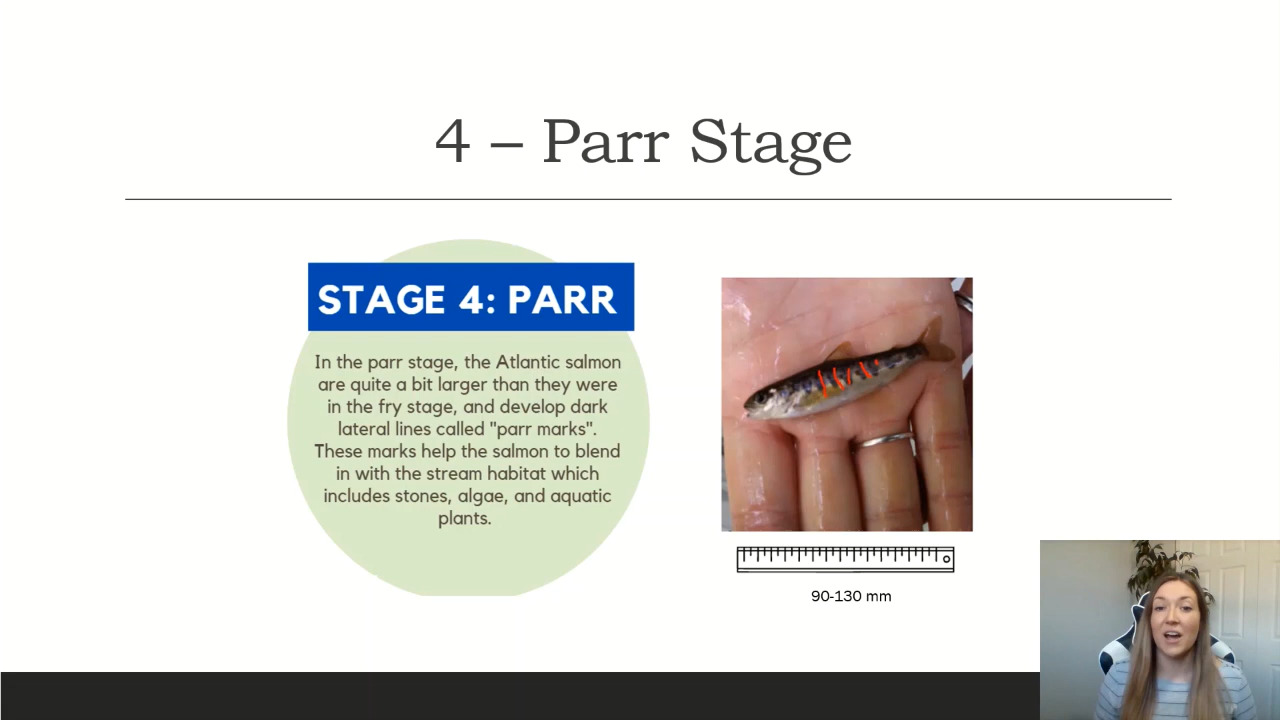 4 – Parr Stage
STAGE 4: PARR
In the parr stage, the Atlantic salmon
are quite a bit larger than they were
in the fry stage, and develop dark
lateral lines called "parr marks".
These marks help the salmon to blend
in with the stream habitat which
includes stones, algae, and aquatic
plants.
90-130 mm